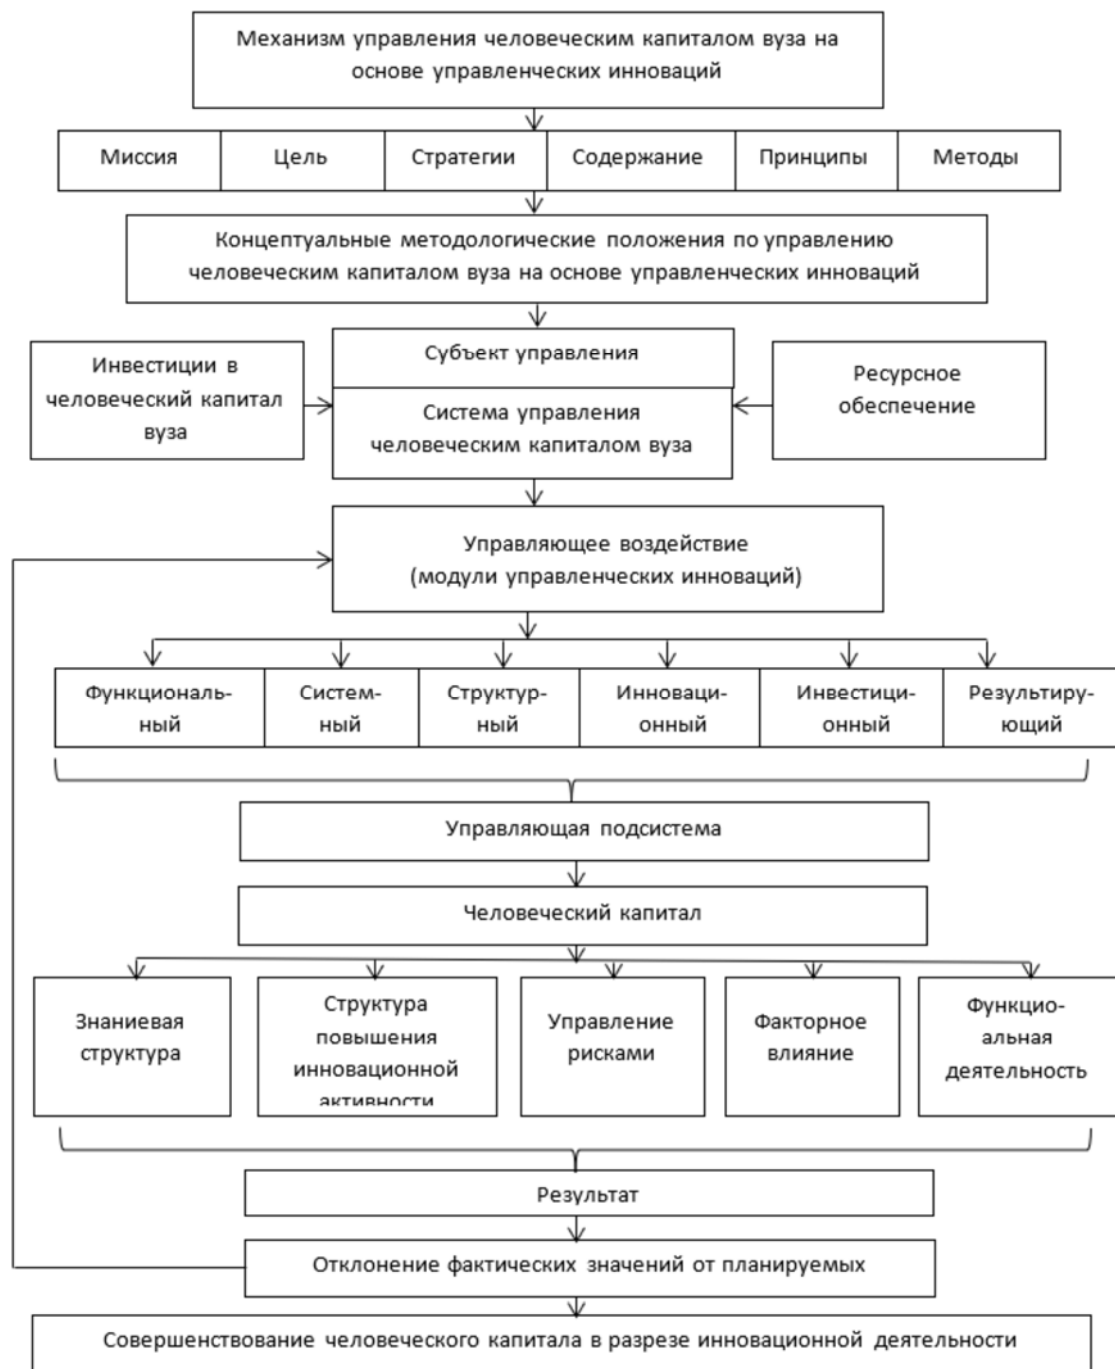 Механизм управления человеческим капиталом вуза на
основе управленческих инноваций
Миссия
Цель
Стратегии
Содержание
Принципы
Методы
Концептуальные методологические положения по управлению
человеческим капиталом вуза на основе управленческих инноваций
Инвестиции в
человеческий капитал
вуза
Субъект управления
Система управления
человеческим капиталом вуза
Ресурсное
обеспечение
Управляющее воздействие
(модули управленческих инноваций)
Функциональ-
ный
Систем-
ный
Структур-
ный
Инноваци-
онный
Инвестици-
онный
Результиру-
ющий
Управляющая подсистема
Человеческий капитал
Знаниевая
структура
Структура
повышения
инновационной
активности
Управление
рисками
Факторное
влияние
Функцио-
альная
деятельность
Результат
Отклонение фактических значений от планируемых
Совершенствование человеческого капитала в разрезе инновационной деятельности